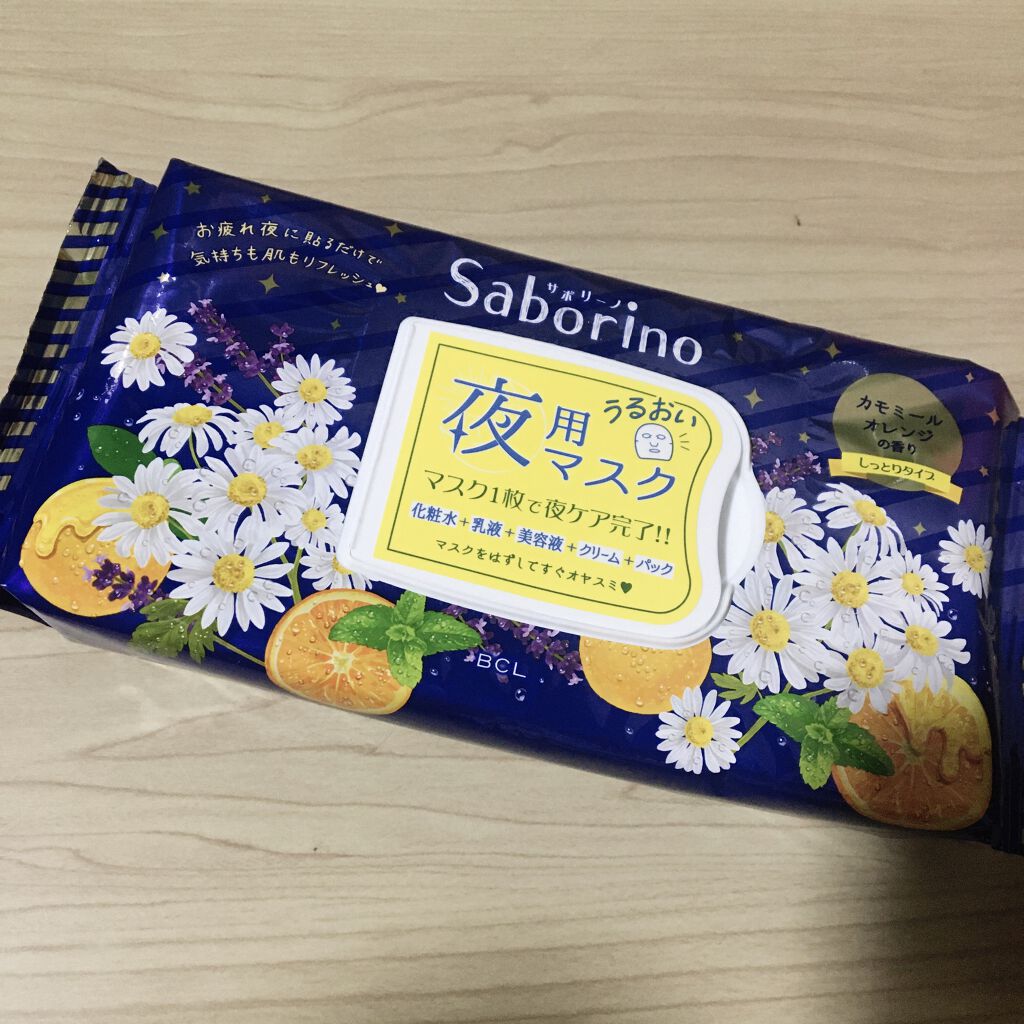 お疲れ夜に貼るだけで
気持ちも肌もリフレッシュ♥
サボリーノ
Saborino
うるおい
夜用
マスク
マスク1枚で夜ケア完了!!
化粧水+乳液+美容液+クリーム+パック
マスクをはずしてすぐオヤスミ♥
カモミール
オレンジ
の香り
しっとりタイプ
BCL